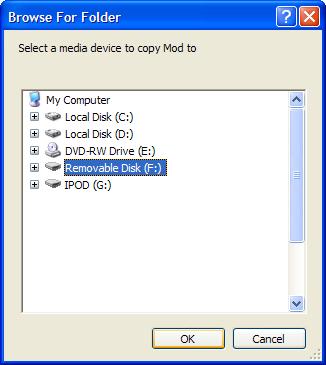 Browse For Folder
Select a media device to copy Mod to
My Computer
Local Disk (C:)
Local Disk (D:)
DVD-RW Drive (E:)
Removable Disk (F:)
IPOD (G:)
OK
Cancel